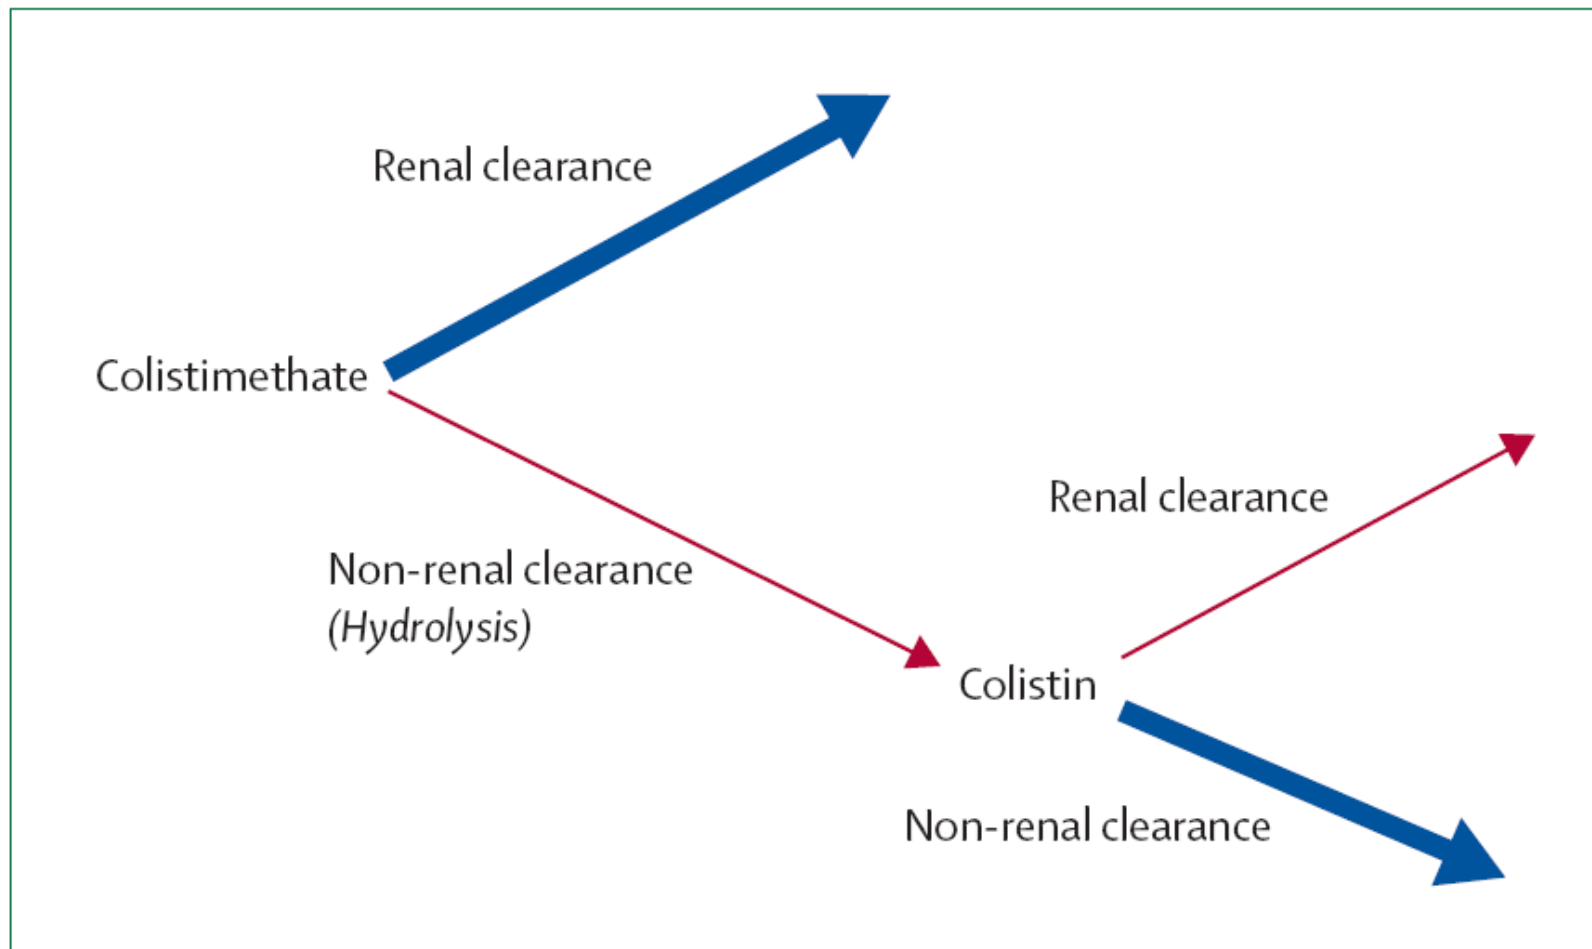 Renal clearance
Colistimethate
Renal clearance
Non-renal clearance
(Hydrolysis)
Colistin
Non-renal clearance